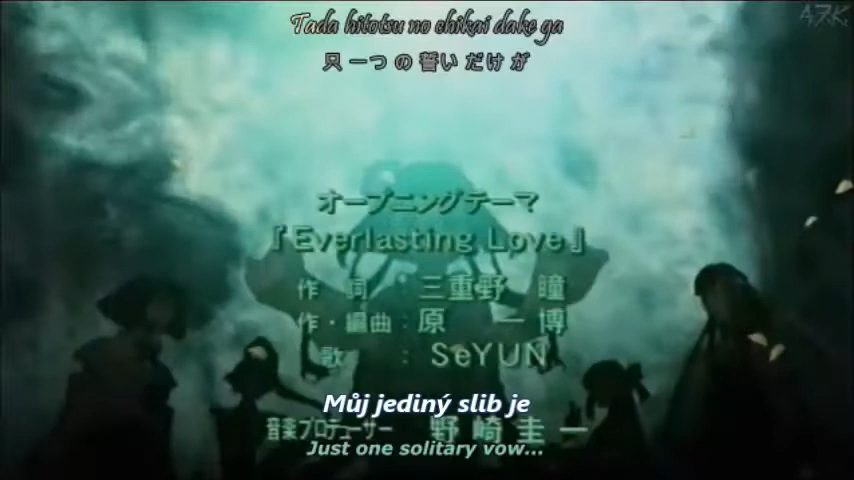 Tada hitotsu no chikai dake ga
A.F.K.
只 一つ の 誓い だけ が
オープニングテーマ
『Everlasting Love』
作 詞 : 三重野 瞳
作・編曲 : 原 一 博
歌 : SeYUN
Můj jediný slib je
音楽プロデューサー 野 崎 圭 一
Just one solitary vow...